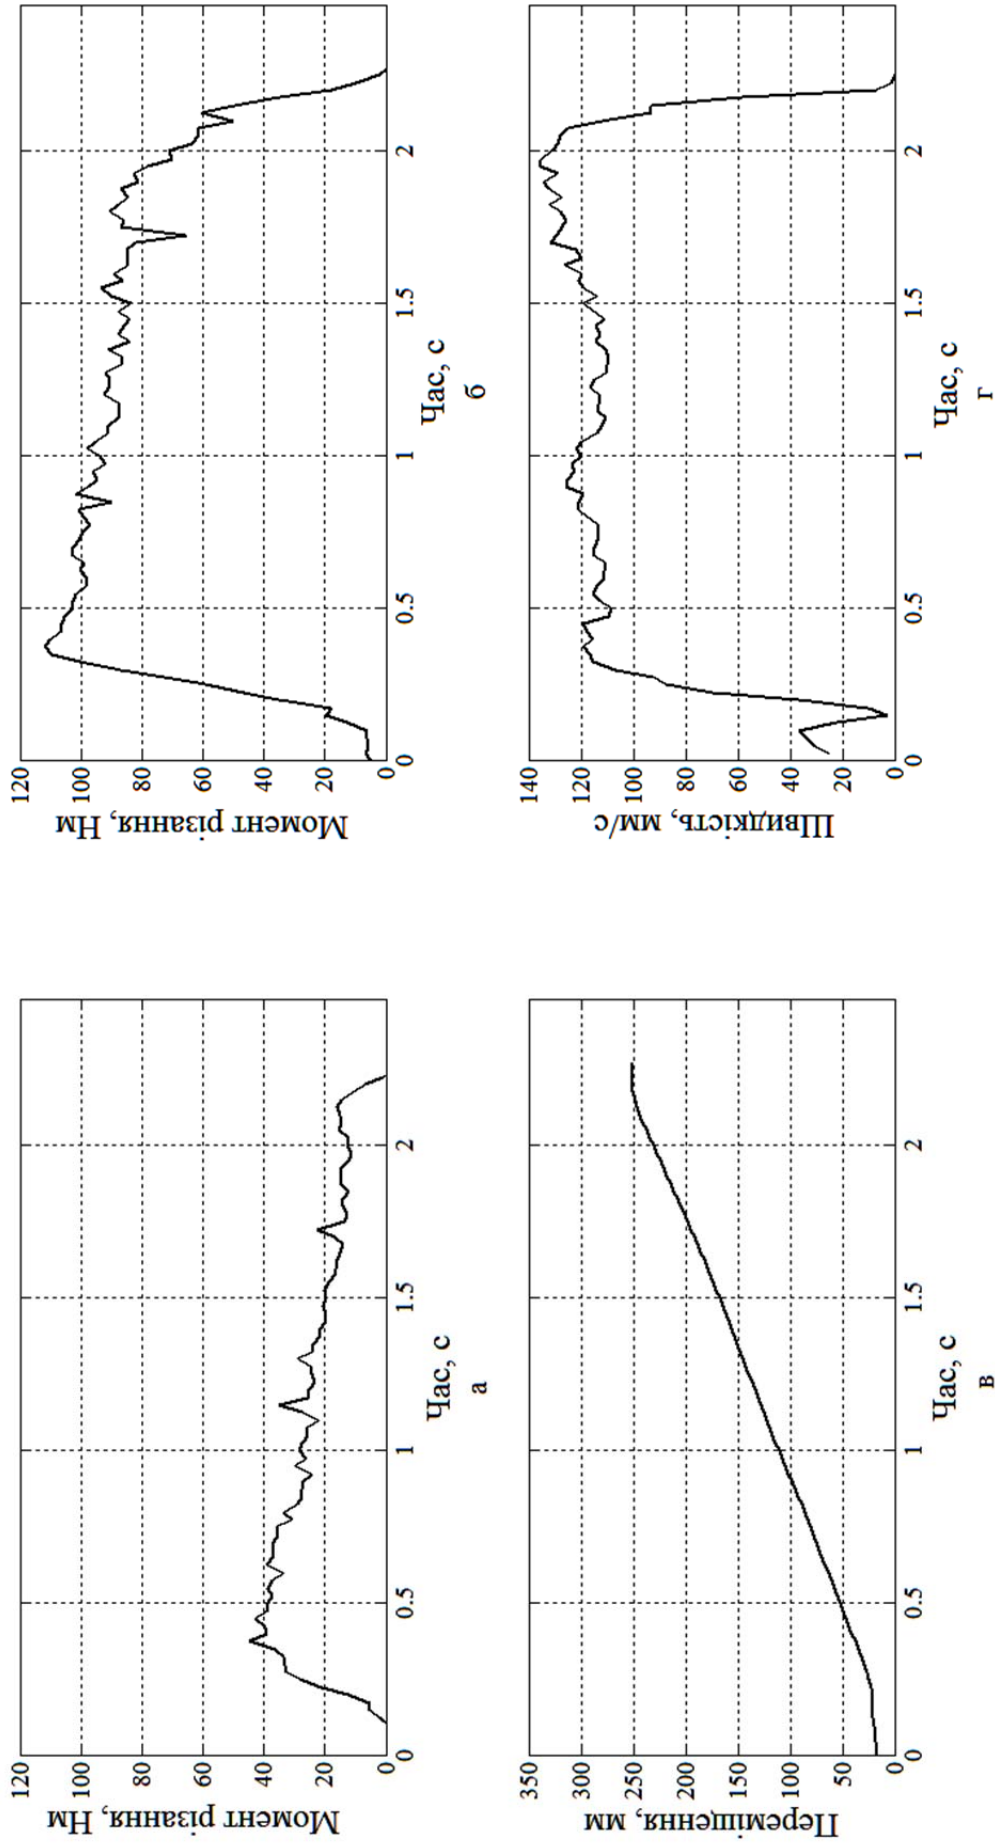 Момент різання, Нм
120
100
80
60
40
20
0
0 0.5 1 1.5 2
Час, с
а
Момент різання, Нм
120
100
80
60
40
20
0
0 0.5 1 1.5 2
Час, с
б
Переміщення, мм
350
300
250
200
150
100
50
0
0.5 1 1.5 2
Час, с
в
Швидкість, мм/с
140
120
100
80
60
40
20
0
0 0.5 1 1.5 2
Час, с
г